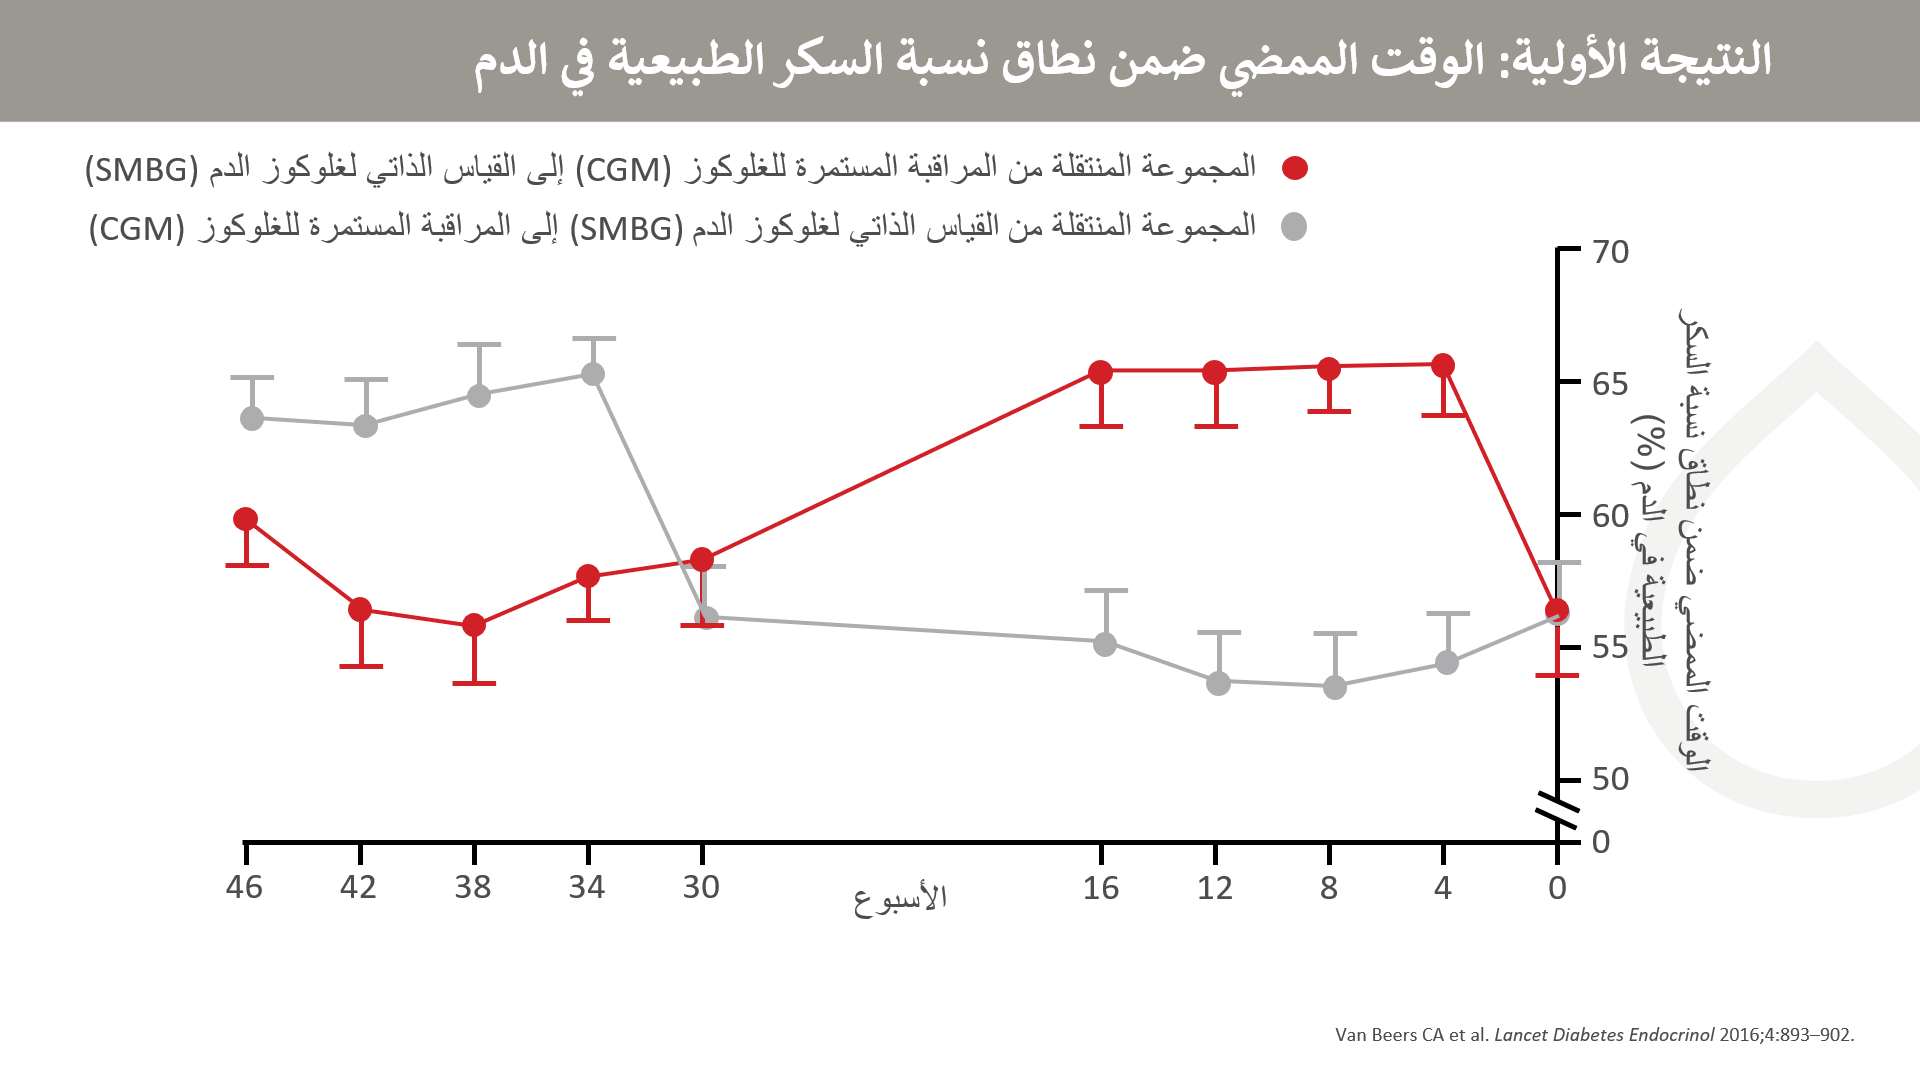 النتيجة الأولية: الوقت الممضي ضمن نطاق نسبة السكر الطبيعية في الدم
المجموعة المنتقلة من المراقبة المستمرة للغلوكوز (CGM) إلى القياس الذاتي لغلوكوز الدم (SMBG)
المجموعة المنتقلة من القياس الذاتي لغلوكوز الدم (SMBG) إلى المراقبة المستمرة للغلوكوز (CGM)
الوقت الممضي ضمن نطاق نسبة السكر
الطبيعية في الدم (%)
70
65
60
55
50
0
0
4
8
12
16
30
34
38
42
46
الأسبوع
Van Beers CA et al. Lancet Diabetes Endocrinol 2016;4:893–902.